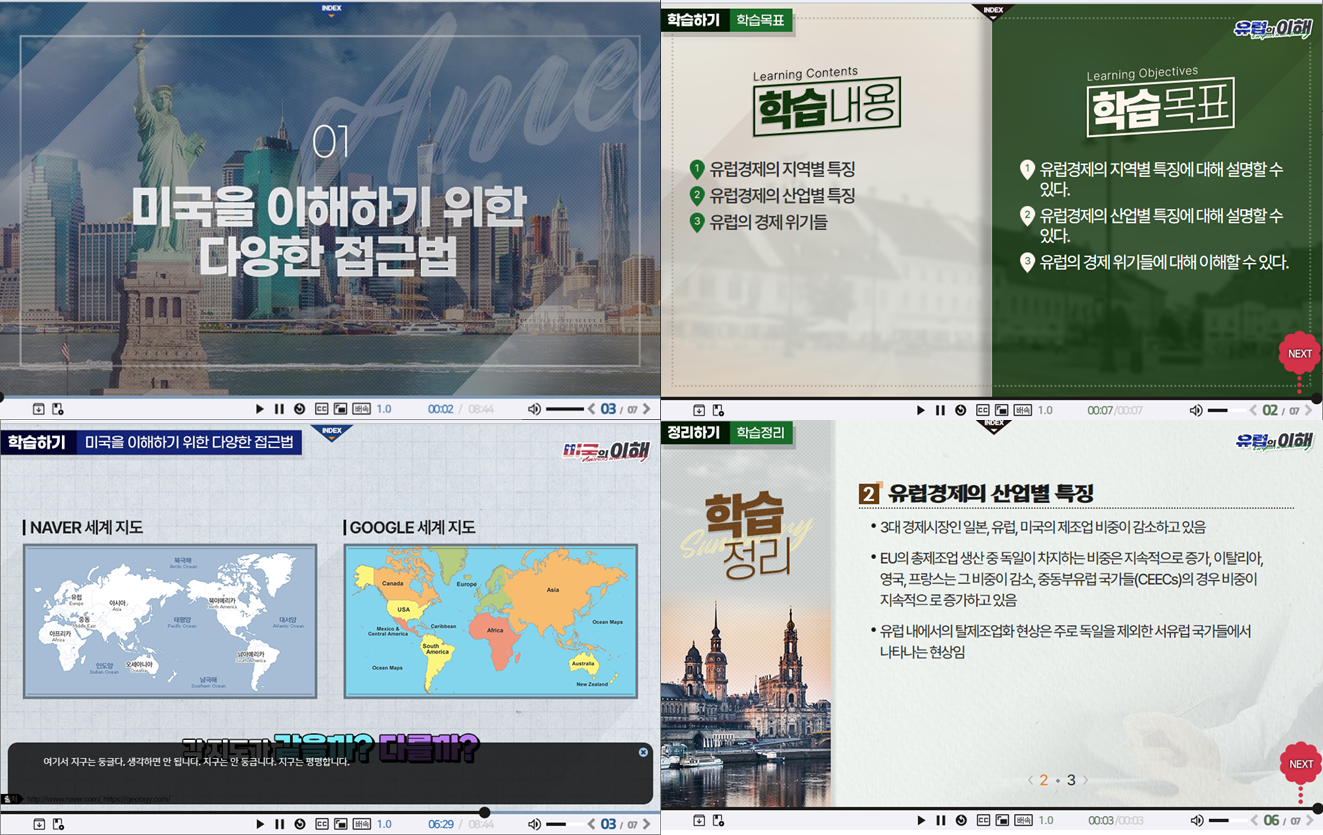 INDEX
Amer
01
미국을 이해하기 위한
다양한 접근법
CC
배속
1.0
00:02 / 08:44
03 / 07
학습하기
학습목표
INDEX
유럽의 이해
Learning Contents
학습내용
1 유럽경제의 지역별 특징
2 유럽경제의 산업별 특징
3 유럽의 경제 위기들
Learning Objectives
학습목표
1 유럽경제의 지역별 특징에 대해 설명할 수
있다.
2 유럽경제의 산업별 특징에 대해 설명할 수
있다.
3 유럽의 경제 위기들에 대해 이해할 수 있다.
NEXT
CC
배속
1.0
00:07/00:07
02 / 07
학습하기
미국을 이해하기 위한 다양한 접근법
INDEX
미국의 이해
NAVER 세계 지도
북극해
Arctic Ocean
유럽
Europe
아시아
Asia
중동
Middle East
아프리카
Africa
북아메리카
North America
태평양
Pacific Ocean
대서양
Atlantic Ocean
인도양
Indian Ocean
오세아니아
Oceania
남아메리카
South America
남극해
Southern Ocean
GOOGLE 세계 지도
Canada
Europe
Asia
USA
Mexico &
Central America
Caribbean
Africa
Ocean Maps
South
America
Ocean Maps
Australia
New Zealand
같을까? 다를까?
여기서 지구는 둥글다, 생각하면 안 됩니다. 지구는 안 둥급니다. 지구는 평평합니다.
http://www.naver.com/, https://geology.com/
CC
배속
1.0
06:29 / 08:44
03 / 07
정리하기
학습정리
INDEX
유럽의 이해
Summary
학습
정리
2 유럽경제의 산업별 특징
• 3대 경제시장인 일본, 유럽, 미국의 제조업 비중이 감소하고 있음
• EU의 총제조업 생산 중 독일이 차지하는 비중은 지속적으로 증가, 이탈리아,
영국, 프랑스는 그 비중이 감소, 중동부유럽 국가들(CEECs)의 경우 비중이
지속적으 로 증가하고 있음
• 유럽 내에서의 탈제조업화 현상은 주로 독일을 제외한 서유럽 국가들에서
나타나는 현상임
2 • 3
NEXT
CC
배속
1.0
00:03/00:03
06 / 07